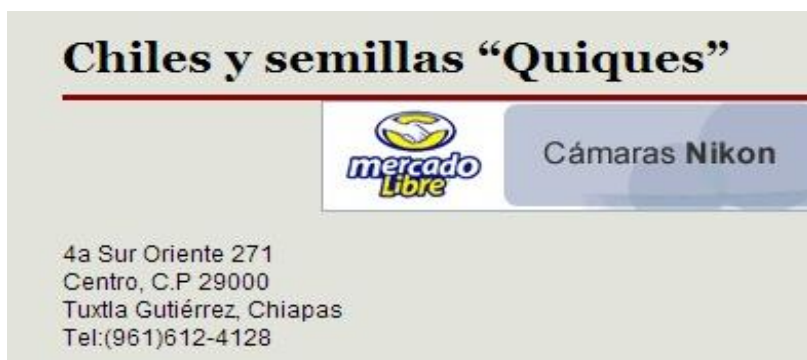 Chiles y semillas “Quiques”
mercado
Libre
Cámaras Nikon
4a Sur Oriente 271
Centro, C.P 29000
Tuxtla Gutiérrez, Chiapas
Tel:(961)612-4128